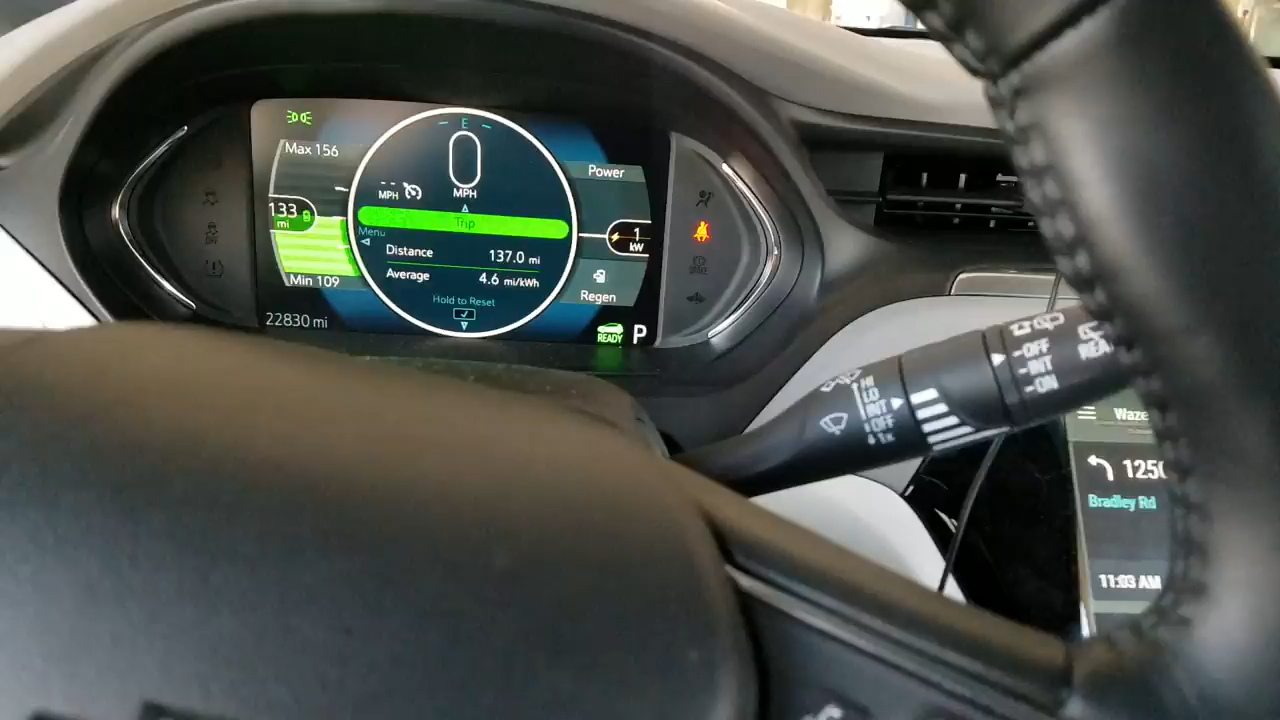 Max 156
133
mi
Min 109
22830 mi
E
0
MPH
-- MPH
Trip
Menu
Distance 137.0 mi
Average 4.6 mi/kWh
Hold to Reset
Power
1
kW
Regen
READY P
HI
LO
INT
OFF
1x
-OFF
-INT
-ON
Waze
Bradley Rd
11:03 AM